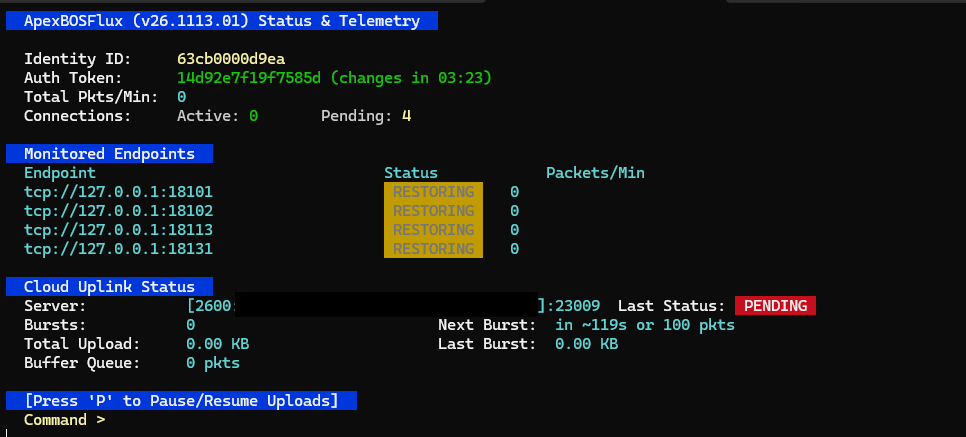 ApexBOSFlux (v26.1113.01) Status & Telemetry
Identity ID: 63cb0000d9ea
Auth Token: 14d92e7f19f7585d (changes in 03:23)
Total Pkts/Min: 0
Connections: Active: 0 Pending: 4
Monitored Endpoints
Endpoint Status Packets/Min
tcp://127.0.0.1:18101 RESTORING 0
tcp://127.0.0.1:18102 RESTORING 0
tcp://127.0.0.1:18113 RESTORING 0
tcp://127.0.0.1:18131 RESTORING 0
Cloud Uplink Status
Server: [2600: ]:23009 Last Status: PENDING
Bursts: 0 Next Burst: in ~119s or 100 pkts
Total Upload: 0.00 KB Last Burst: 0.00 KB
Buffer Queue: 0 pkts
[Press 'P' to Pause/Resume Uploads]
Command >